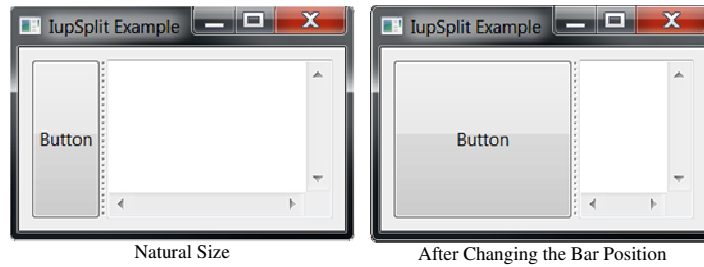 IupSplit Example
Button
Natural Size
IupSplit Example
Button
After Changing the Bar Position